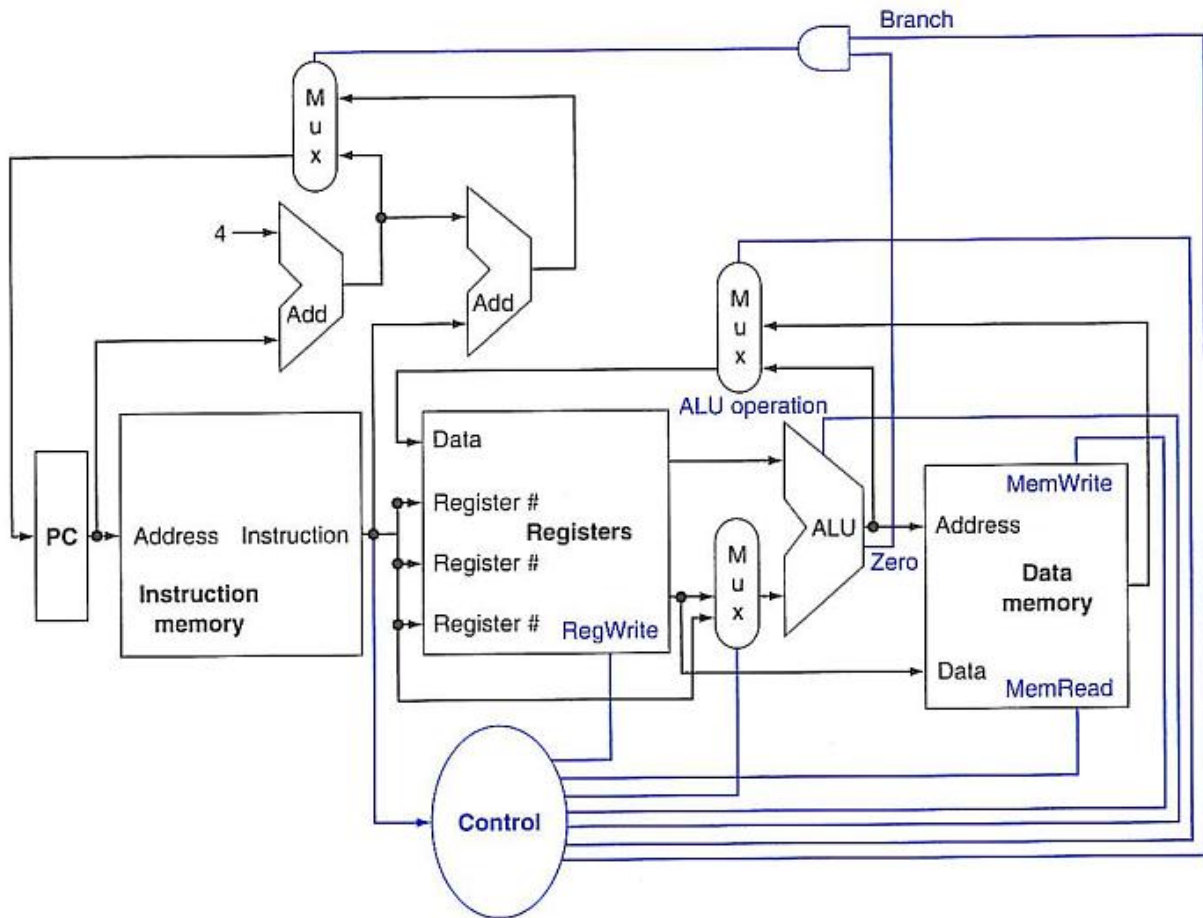 Branch
M
u
x
4
Add
Add
M
u
x
ALU operation
Data
Register #
Registers
Register #
Register #
RegWrite
PC
Address
Instruction
Instruction
memory
M
u
x
ALU
Zero
MemWrite
Address
Data
memory
Data
MemRead
Control